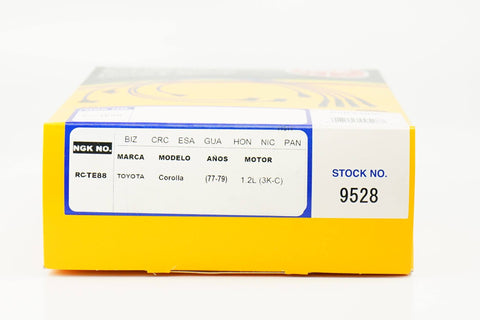 NGK NO.
BIZ CRC ESA GUA HON NIC PAN
MARCA MODELO AÑOS MOTOR
RC-TE88 TOYOTA Corolla (77-79) 1.2L (3K-C)
STOCK NO.
9528